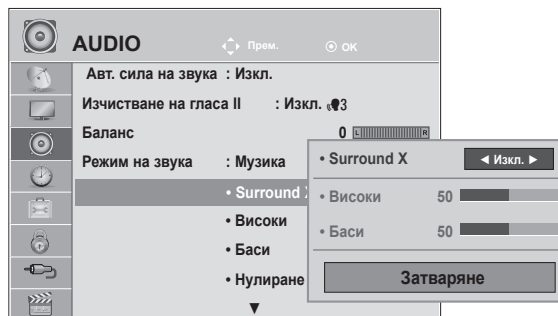 AUDIO
Прем.
OK
Авт. сила на звука : Изкл.
Изчистване на гласа II : Изкл. 3
Баланс 0 L R
Режим на звука : Музика
• Surround X
• Високи
• Баси
• Нулиране
▼
• Surround X ◄ Изкл. ►
• Високи 50
• Баси 50
Затваряне